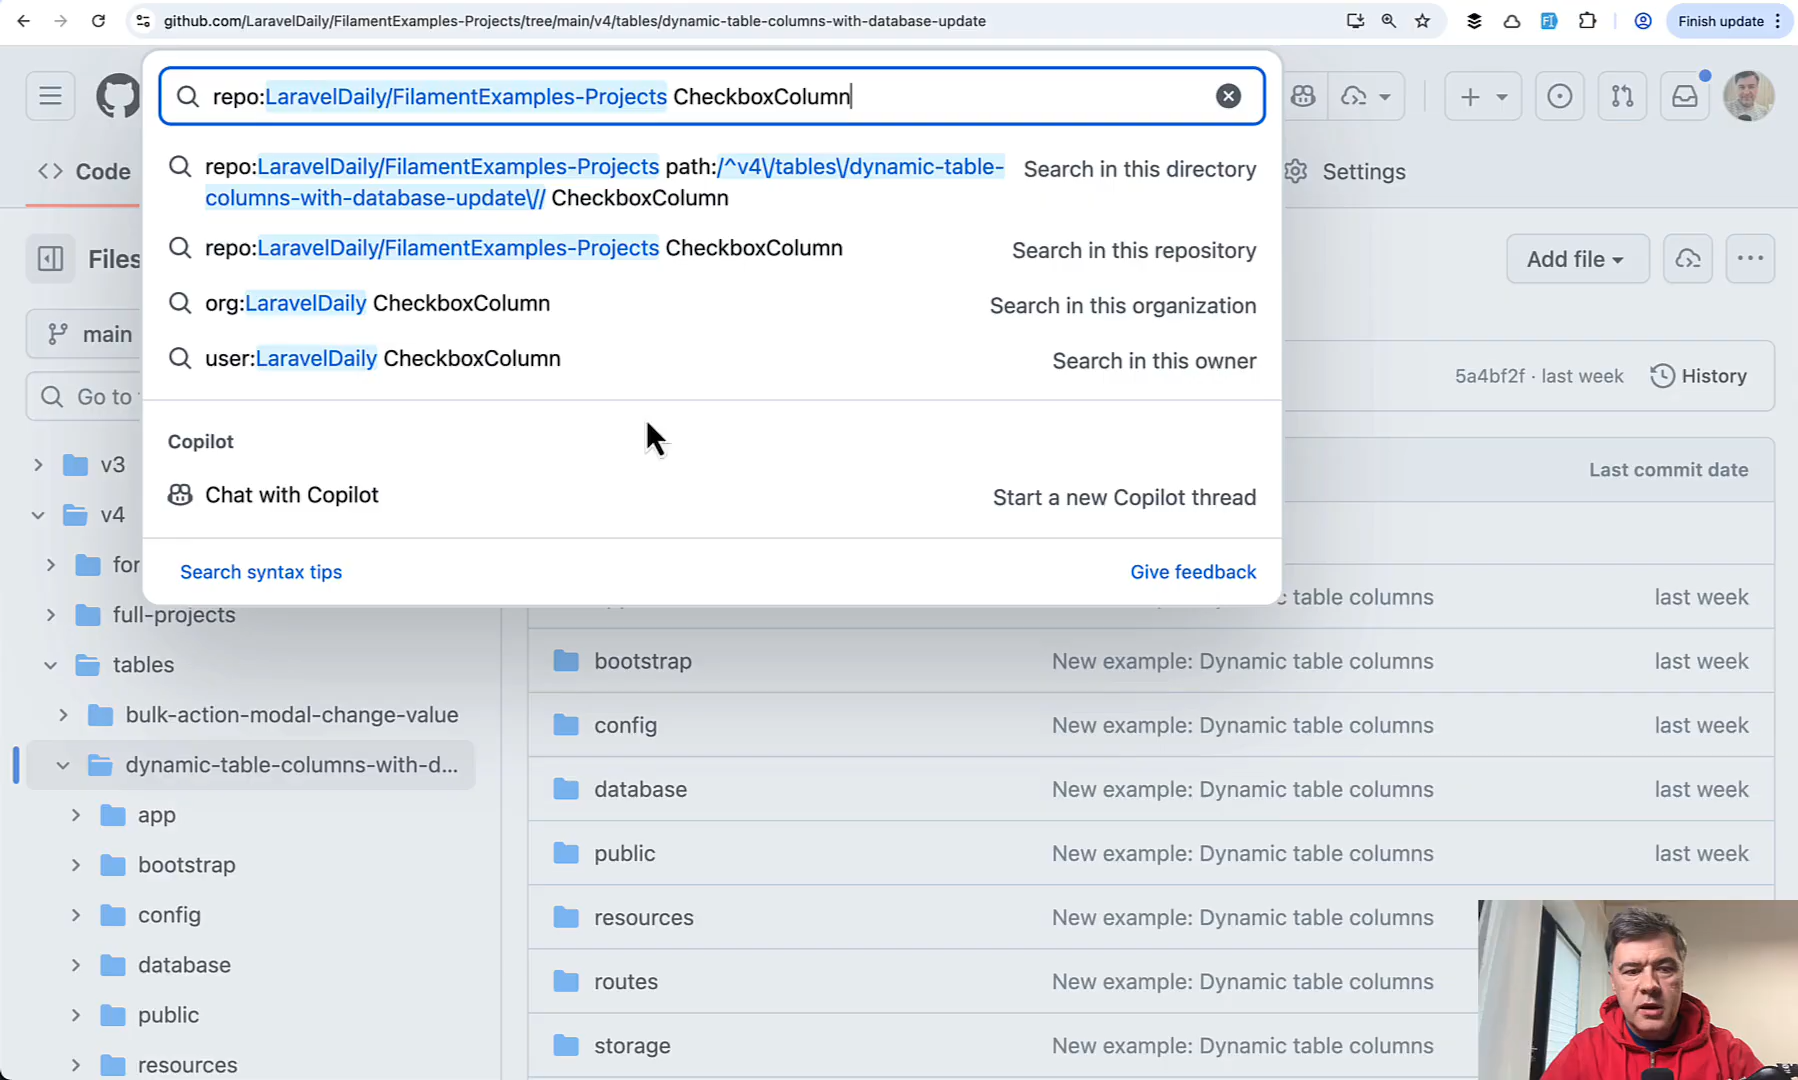 github.com/LaravelDaily/FilamentExamples-Projects/tree/main/v4/tables/dynamic-table-columns-with-database-update
Finish update
repo:LaravelDaily/FilamentExamples-Projects CheckboxColumn
repo:LaravelDaily/FilamentExamples-Projects path:/^v4\/tables\/dynamic-table-
columns-with-database-update\// CheckboxColumn
Search in this directory
repo:LaravelDaily/FilamentExamples-Projects CheckboxColumn
Search in this repository
org:LaravelDaily CheckboxColumn
Search in this organization
user:LaravelDaily CheckboxColumn
Search in this owner
Copilot
Chat with Copilot
Start a new Copilot thread
Search syntax tips
Give feedback
Code
Settings
Files
Add file
main
5a4bf2f · last week
History
Go to
Last commit date
v3
v4
for
full-projects
tables
bulk-action-modal-change-value
dynamic-table-columns-with-d...
app
bootstrap
config
database
public
resources
table columns
last week
bootstrap
New example: Dynamic table columns
last week
config
New example: Dynamic table columns
last week
database
New example: Dynamic table columns
last week
public
New example: Dynamic table columns
last week
resources
New example: Dynamic table columns
routes
New example: Dynamic table columns
storage
New example: Dynamic table columns